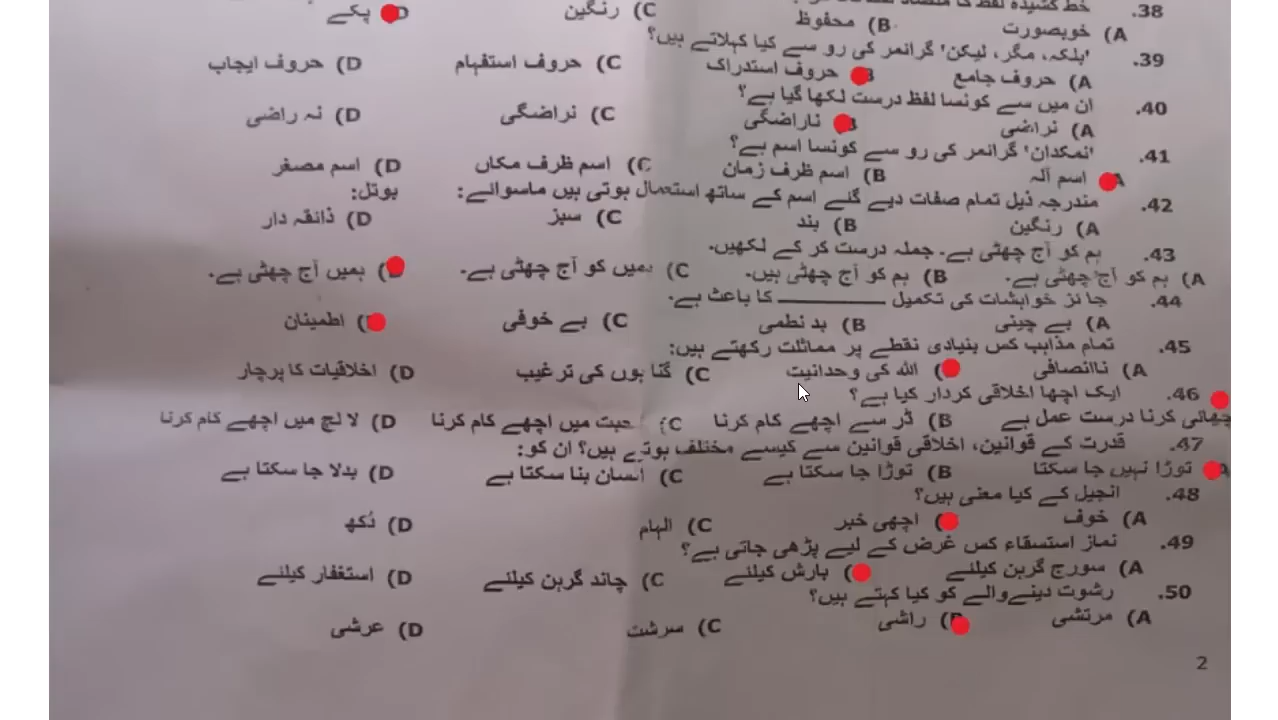 38. خط کشیدہ لفظ کا متضاد
A) خوبصورت B) محفوظ C) رنگین D) پکے
39. 'بلکہ، مگر، لیکن' گرائمر کی رو سے کیا کہلاتے ہیں؟
A) حروف جامع B) حروف استدراک C) حروف استفہام D) حروف ایجاب
40. ان میں سے کونسا لفظ درست لکھا گیا ہے؟
A) نراضی B) ناراضگی C) نراضگی D) نہ راضی
41. 'نمکدان' گرائمر کی رو سے کونسا اسم ہے؟
A اسم آلہ B) اسم ظرف زمان C) اسم ظرف مکاں D) اسم مصغر
42. مندرجہ ذیل تمام صفات دیے گئے اسم کے ساتھ استعمال ہوتی ہیں ماسوائے: بوتل:
A) رنگین B) بند C) سبز D) ذائقہ دار
43. ہم کو آج چھٹی ہے۔ جملہ درست کر کے لکھیں۔
A) ہم کو آج چھٹی ہے۔ B) ہم کو آج چھٹی ہیں۔ C) ہمیں کو آج چھٹی ہے۔ D) ہمیں آج چھٹی ہے۔
44. جائز خواہشات کی تکمیل ________ کا باعث ہے۔
A) بے چینی B) بد نظمی C) بے خوفی D) اطمینان
45. تمام مذاہب کس بنیادی نقطے پر مماثلت رکھتے ہیں:
A) ناانصافی ) اللہ کی وحدانیت C) گناہوں کی ترغیب D) اخلاقیات کا پرچار
46. ایک اچھا اخلاقی کردار کیا ہے؟
چھائی کرنا درست عمل ہے B) ڈر سے اچھے کام کرنا C) حبت میں اچھے کام کرنا D) لالچ میں اچھے کام کرنا
47. قدرت کے قوانین، اخلاقی قوانین سے کیسے مختلف ہوتے ہیں؟ ان کو:
A توڑا نہیں جا سکتا B) توڑا جا سکتا ہے C) انسان بنا سکتا ہے D) بدلا جا سکتا ہے
48. انجیل کے کیا معنی ہیں؟
A) خوف ) اچھی خبر C) الہام D) دُکھ
49. نماز استسقاء کس غرض کے لیے پڑھی جاتی ہے؟
A) سورج گرہن کیلئے ) بارش کیلئے C) چاند گرہن کیلئے D) استغفار کیلئے
50. رشوت دینےوالے کو کیا کہتے ہیں؟
A) مرتشی B) راشی C) سرشت D) عرشی
2